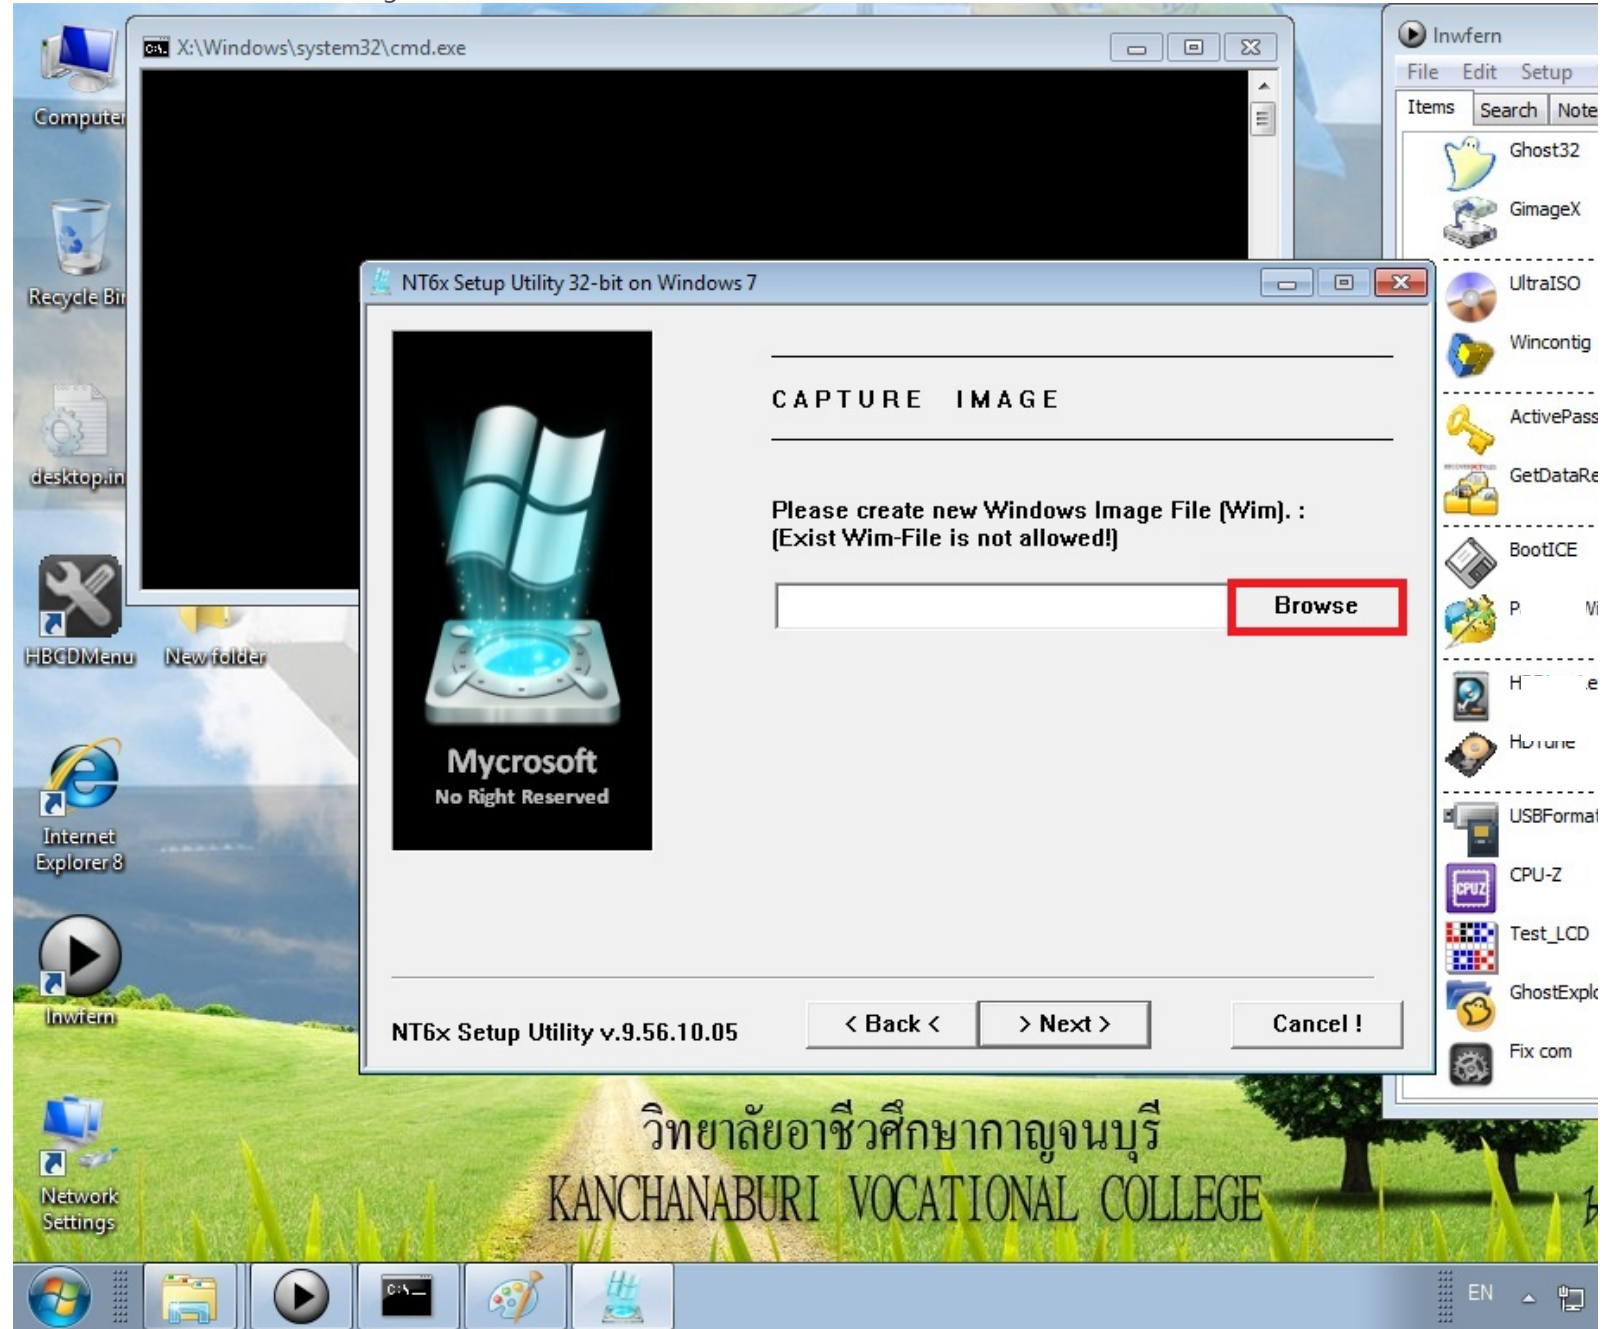 X:\Windows\system32\cmd.exe
Computer
Recycle Bin
HBCDMenu
New folder
Internet
Explorer 8
Inwfern
Network
Settings
NT6x Setup Utility 32-bit on Windows 7
CAPTURE IMAGE
Please create new Windows Image File (Wim). :
(Exist Wim-File is not allowed!)
Browse
Mycrosoft
No Right Reserved
NT6x Setup Utility v.9.56.10.05
< Back <
> Next >
Cancel !
Inwfern
File Edit Setup
Items Search Note
Ghost32
GimageX
UltraISO
Wincontig
ActivePass
GetDataRe
BootICE
HDTune
USBFormat
CPU-Z
Test_LCD
GhostExplo
Fix com
วิทยาลัยอาชีวศึกษากาญจนบุรี
KANCHANABURI VOCATIONAL COLLEGE
EN